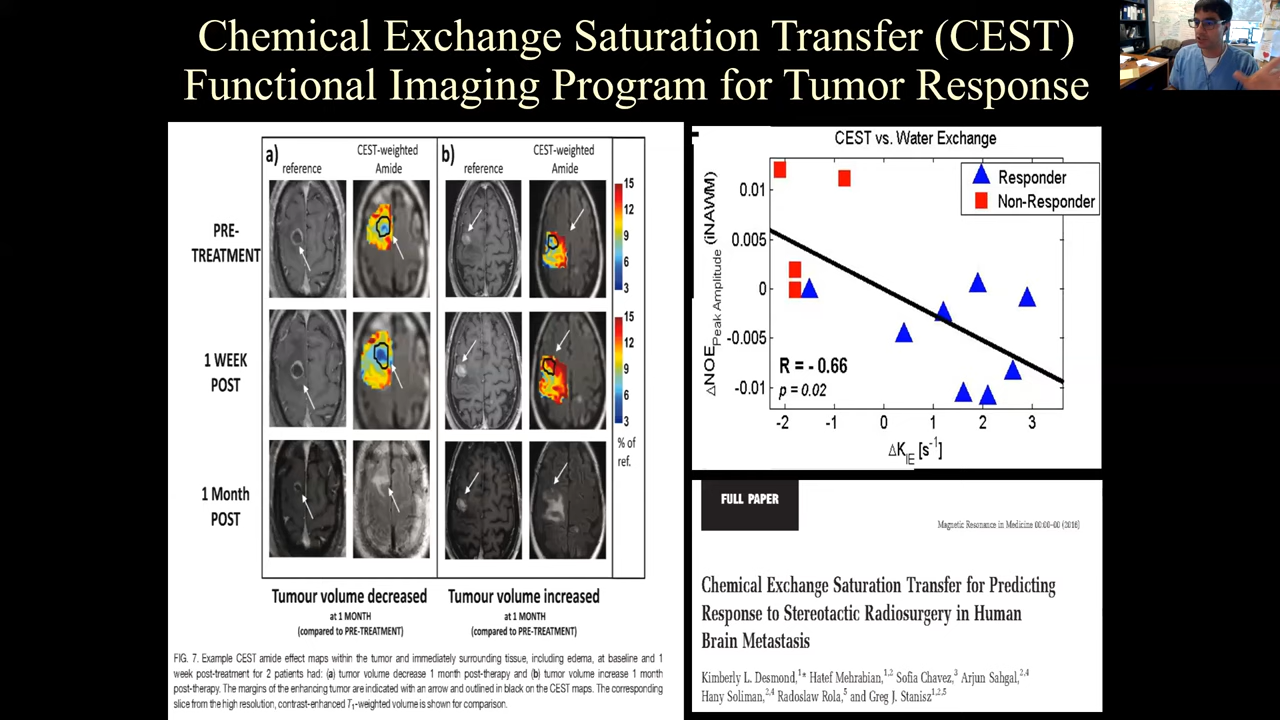 Chemical Exchange Saturation Transfer (CEST)
Functional Imaging Program for Tumor Response
a)
reference
CEST-weighted
Amide
b)
reference
CEST-weighted
Amide
PRE-
TREATMENT
15
12
9
6
3
1 WEEK
POST
15
12
9
6
3
% of
ref.
1 Month
POST
Tumour volume decreased
at 1 MONTH
(compared to PRE-TREATMENT)
Tumour volume increased
at 1 MONTH
(compared to PRE-TREATMENT)
FIG. 7. Example CEST amide effect maps within the tumor and immediately surrounding tissue, including edema, at baseline and 1
week post-treatment for 2 patients had: (a) tumor volume decrease 1 month post-therapy and (b) tumor volume increase 1 month
post-therapy. The margins of the enhancing tumor are indicated with an arrow and outlined in black on the CEST maps. The corresponding
slice from the high resolution, contrast-enhanced T1-weighted volume is shown for comparison.
CEST vs. Water Exchange
Responder
Non-Responder
ΔNOE Peak Amplitude (iNAWM)
0.01
0.005
0
-0.005
-0.01
R = - 0.66
p = 0.02
-2 -1 0 1 2 3
ΔK_IE [s⁻¹]
FULL PAPER
Magnetic Resonance in Medicine 00:00–00 (2016)
Chemical Exchange Saturation Transfer for Predicting
Response to Stereotactic Radiosurgery in Human
Brain Metastasis
Kimberly L. Desmond,¹* Hatef Mehrabian,¹,² Sofia Chavez,³ Arjun Sahgal,²,⁴
Hany Soliman,²,⁴ Radoslaw Rola,⁵ and Greg J. Stanisz¹,²,⁵